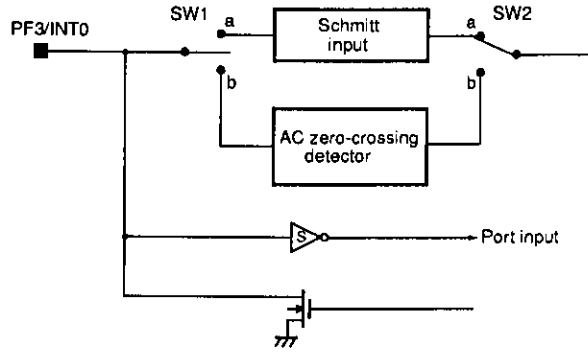 PF3/INT0
SW1
a
Schmitt
input
a
SW2
b
b
AC zero-crossing
detector
S
Port input